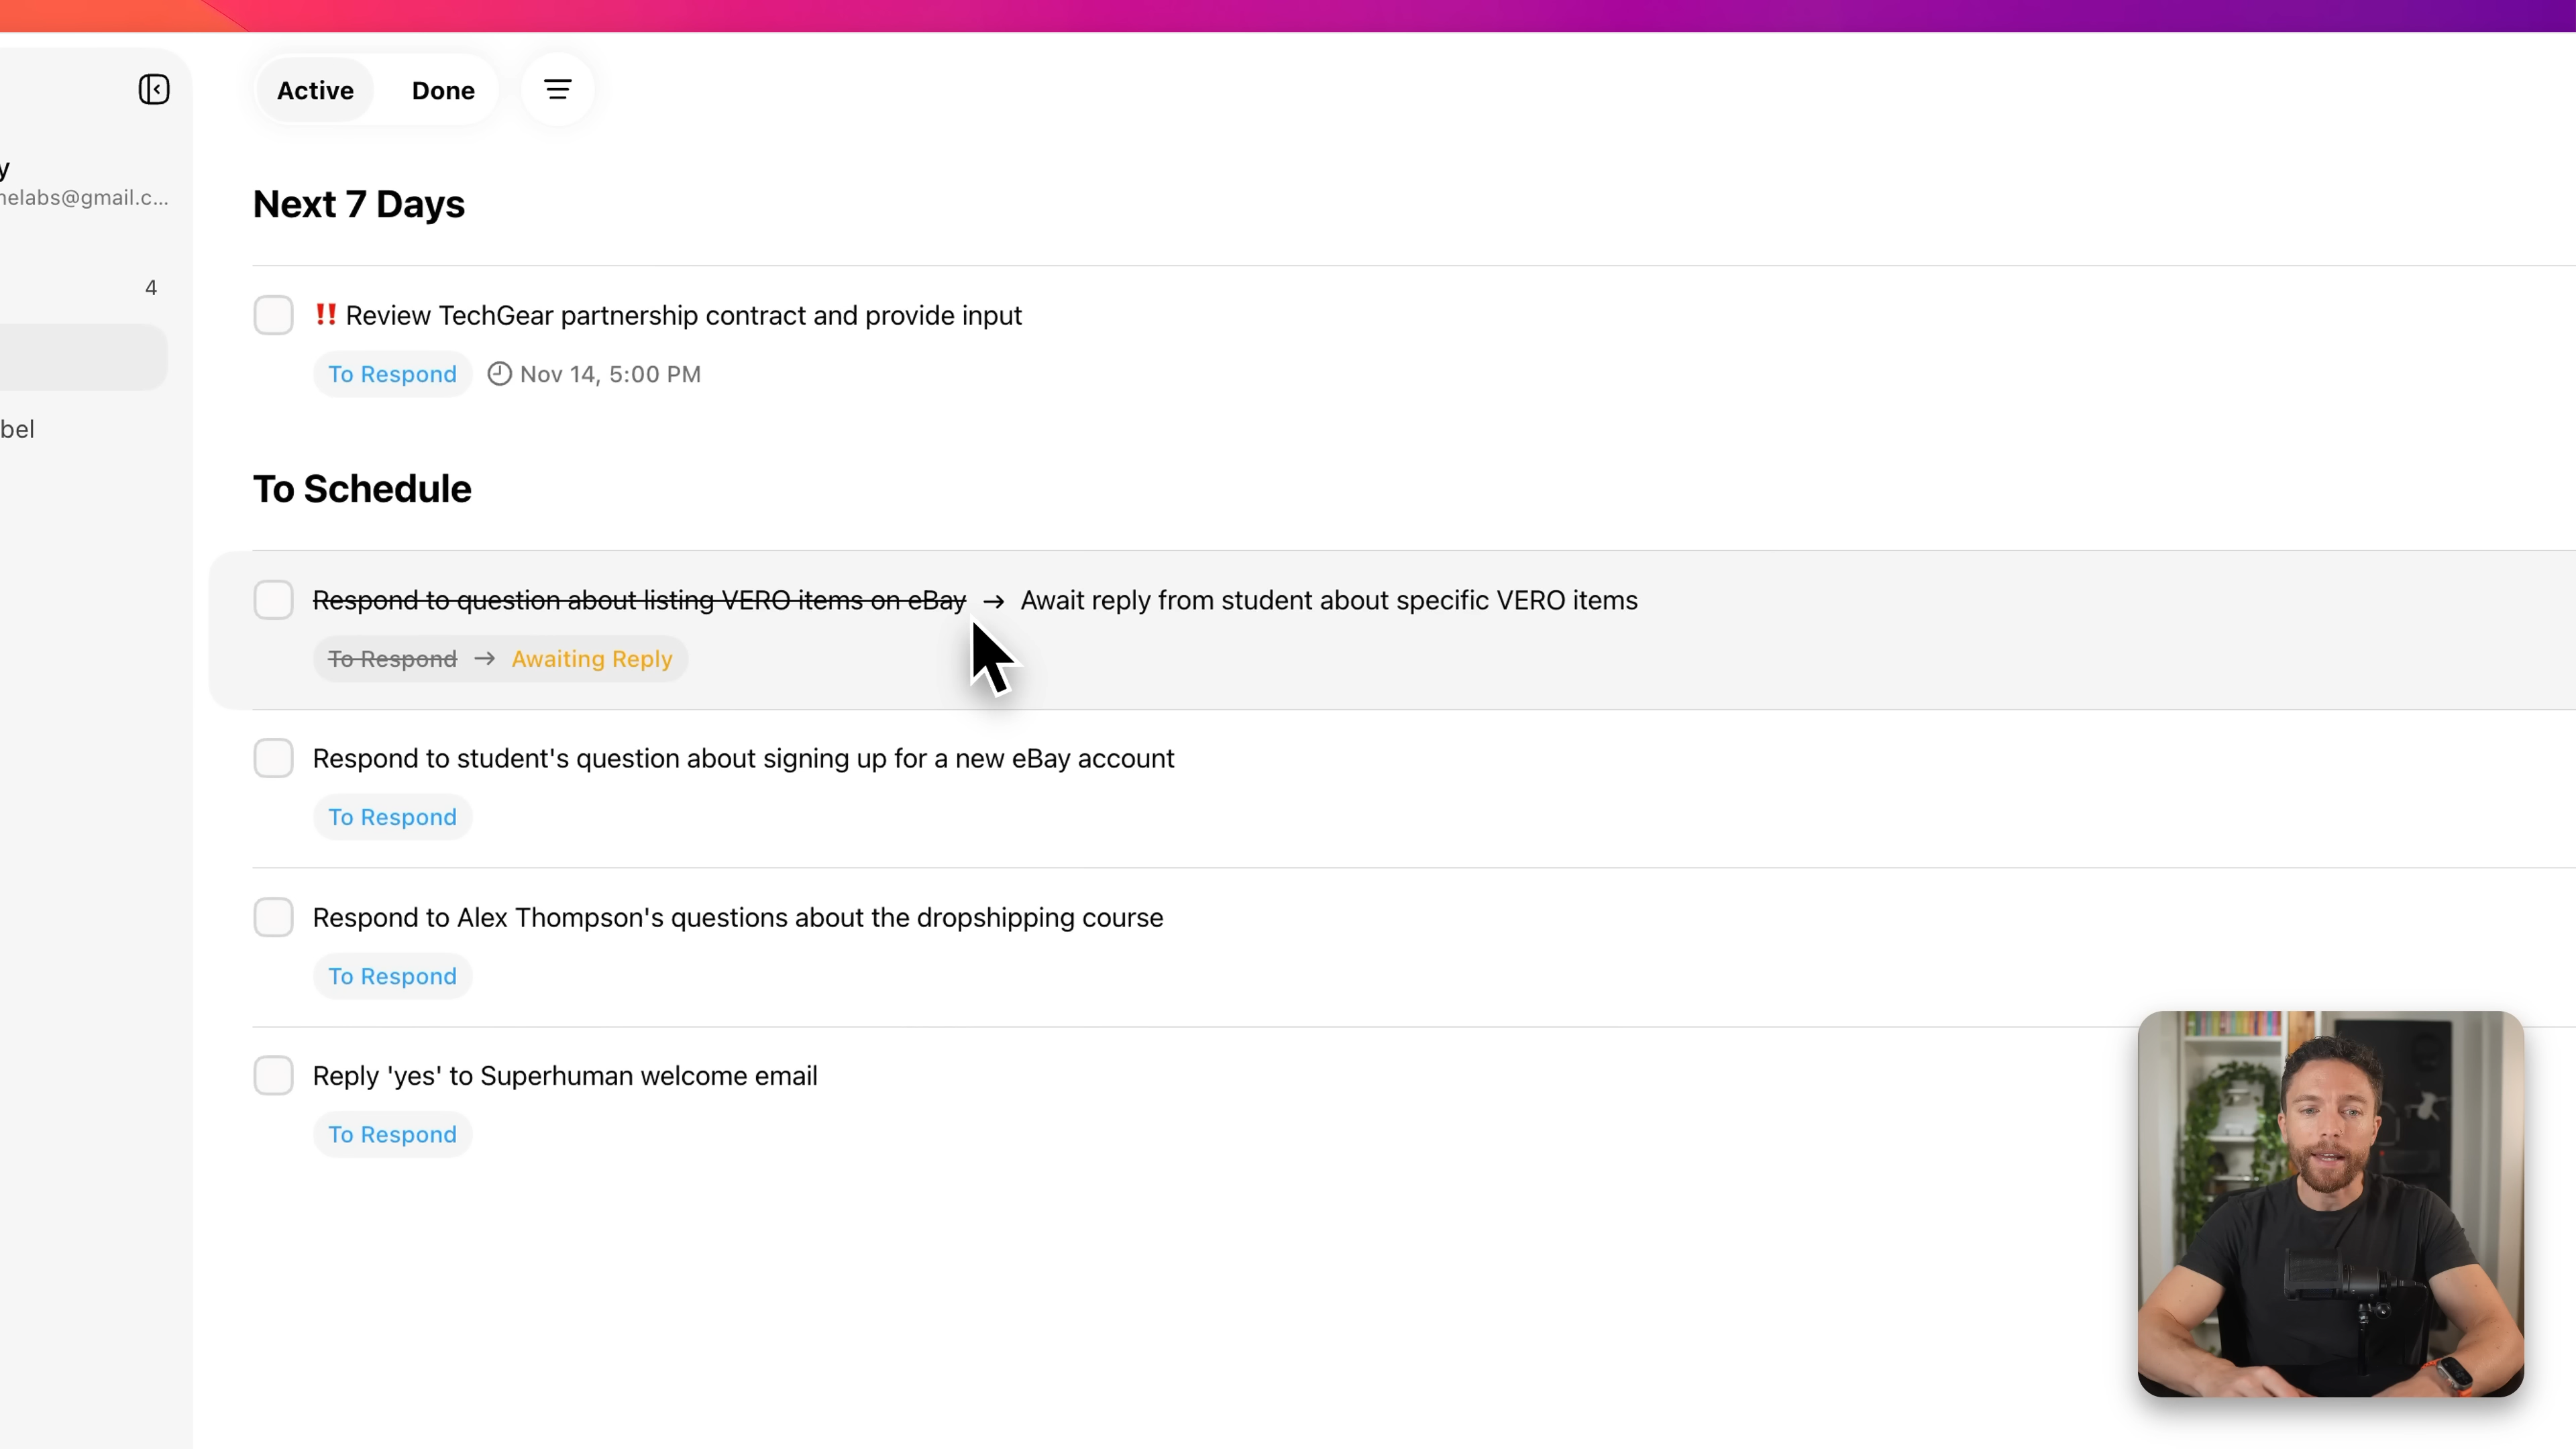 Active Done
y
nelabs@gmail.c...
4
bel
Next 7 Days
‼ Review TechGear partnership contract and provide input
To Respond Nov 14, 5:00 PM
To Schedule
Respond to question about listing VERO items on eBay → Await reply from student about specific VERO items
To Respond → Awaiting Reply
Respond to student's question about signing up for a new eBay account
To Respond
Respond to Alex Thompson's questions about the dropshipping course
To Respond
Reply 'yes' to Superhuman welcome email
To Respond